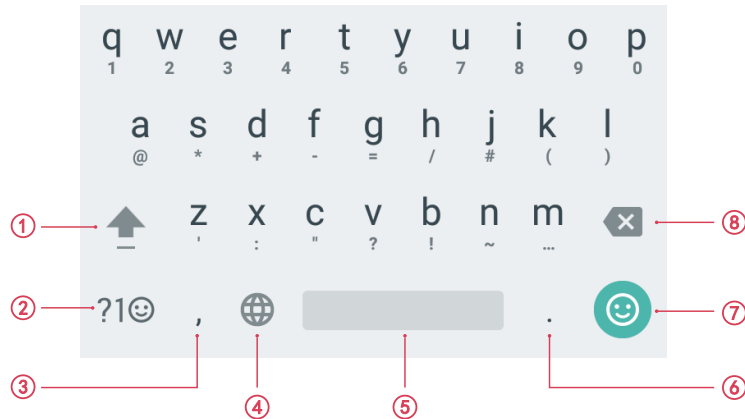 q w e r t y u i o p
1 2 3 4 5 6 7 8 9 0
a s d f g h j k l
@ * + - = / # ( )
① z x c v b n m ⑧
' : " ? ! ~ ...
② ?1☺ , . ⑦
③ ④ ⑤ ⑥